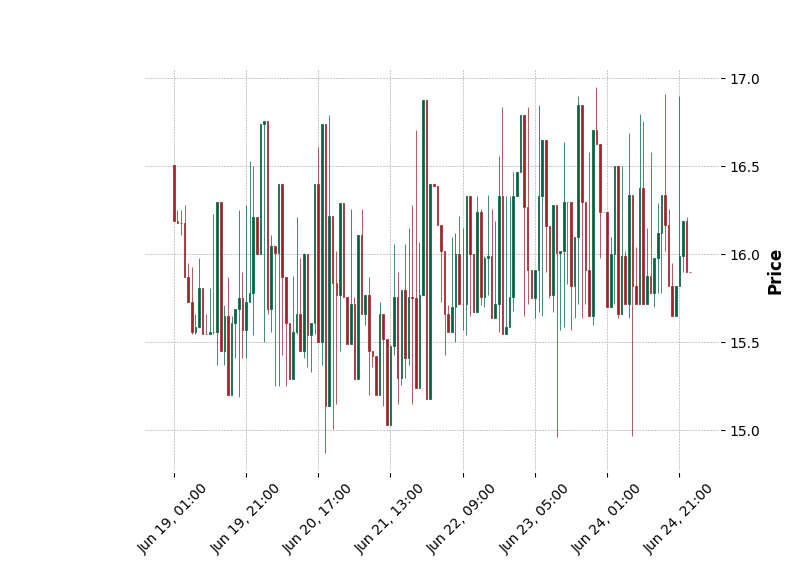 17.0
16.5
16.0
15.5
15.0
Price
Jun 19, 01:00
Jun 19, 21:00
Jun 20, 17:00
Jun 21, 13:00
Jun 22, 09:00
Jun 23, 05:00
Jun 24, 01:00
Jun 24, 21:00